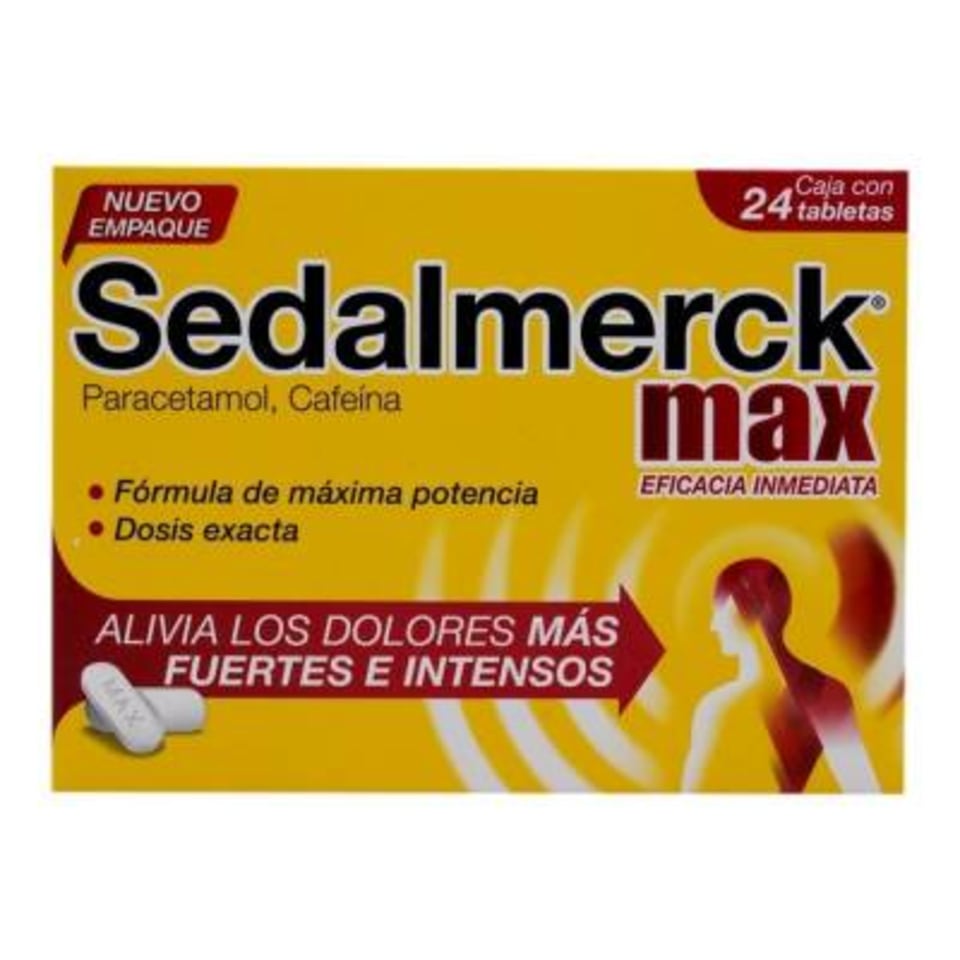 NUEVO
EMPAQUE
Caja con
24 tabletas
Sedalmerck®
Paracetamol, Cafeína
max
EFICACIA INMEDIATA
• Fórmula de máxima potencia
• Dosis exacta
ALIVIA LOS DOLORES MÁS
FUERTES E INTENSOS
MAX